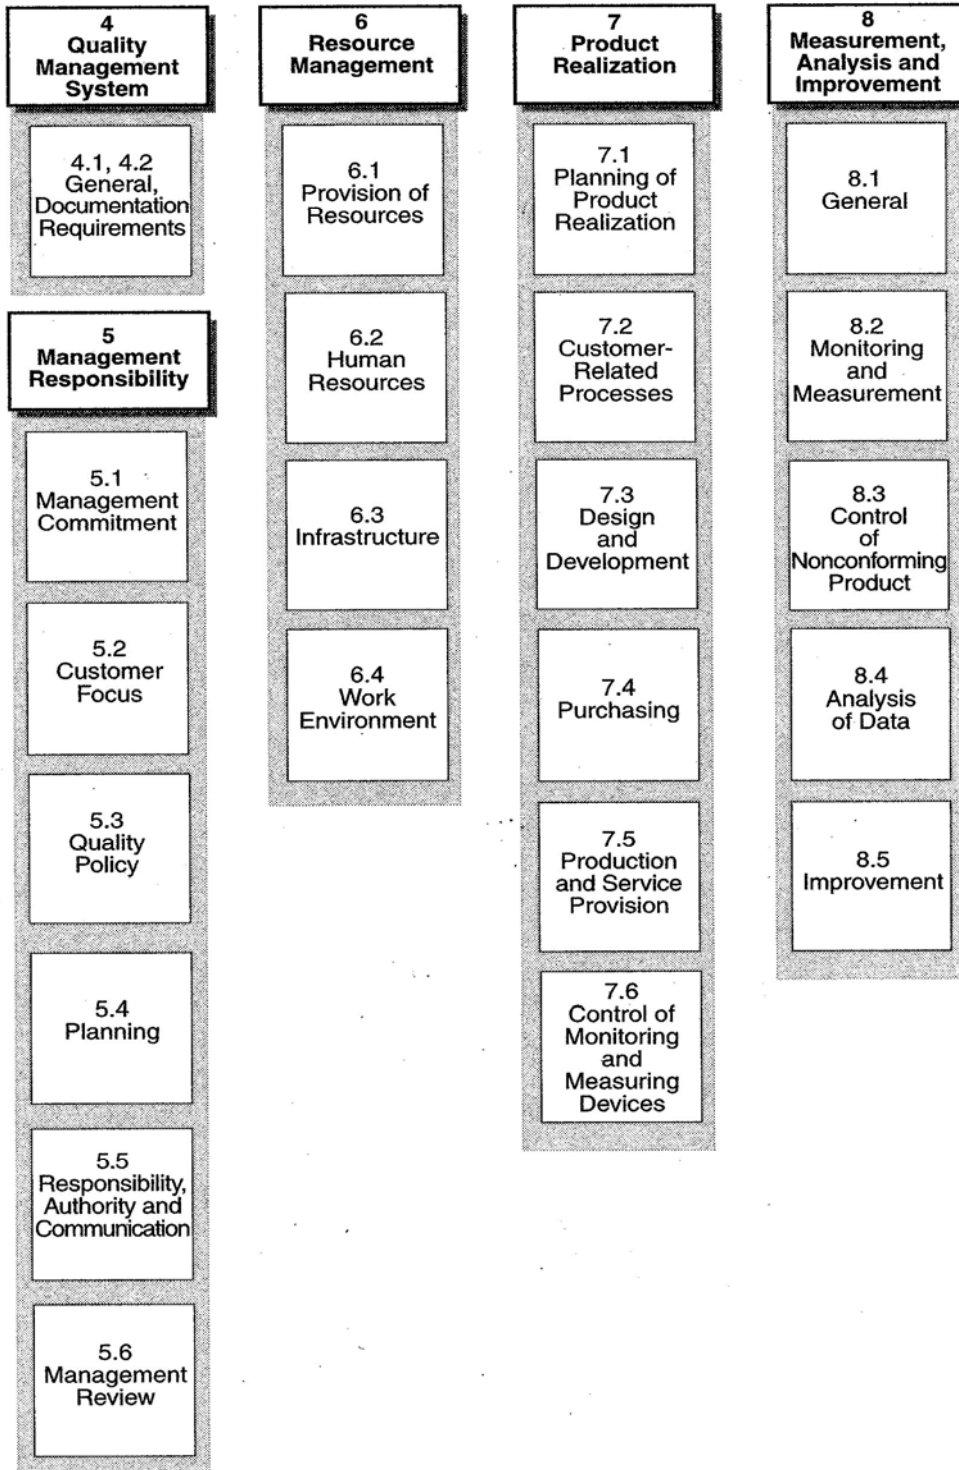 4
Quality
Management
System
4.1, 4.2
General,
Documentation
Requirements
5
Management
Responsibility
5.1
Management
Commitment
5.2
Customer
Focus
5.3
Quality
Policy
5.4
Planning
5.5
Responsibility,
Authority and
Communication
5.6
Management
Review
6
Resource
Management
6.1
Provision of
Resources
6.2
Human
Resources
6.3
Infrastructure
6.4
Work
Environment
7
Product
Realization
7.1
Planning of
Product
Realization
7.2
Customer-
Related
Processes
7.3
Design
and
Development
7.4
Purchasing
7.5
Production
and Service
Provision
7.6
Control of
Monitoring
and
Measuring
Devices
8
Measurement,
Analysis and
Improvement
8.1
General
8.2
Monitoring
and
Measurement
8.3
Control
of
Nonconforming
Product
8.4
Analysis
of Data
8.5
Improvement